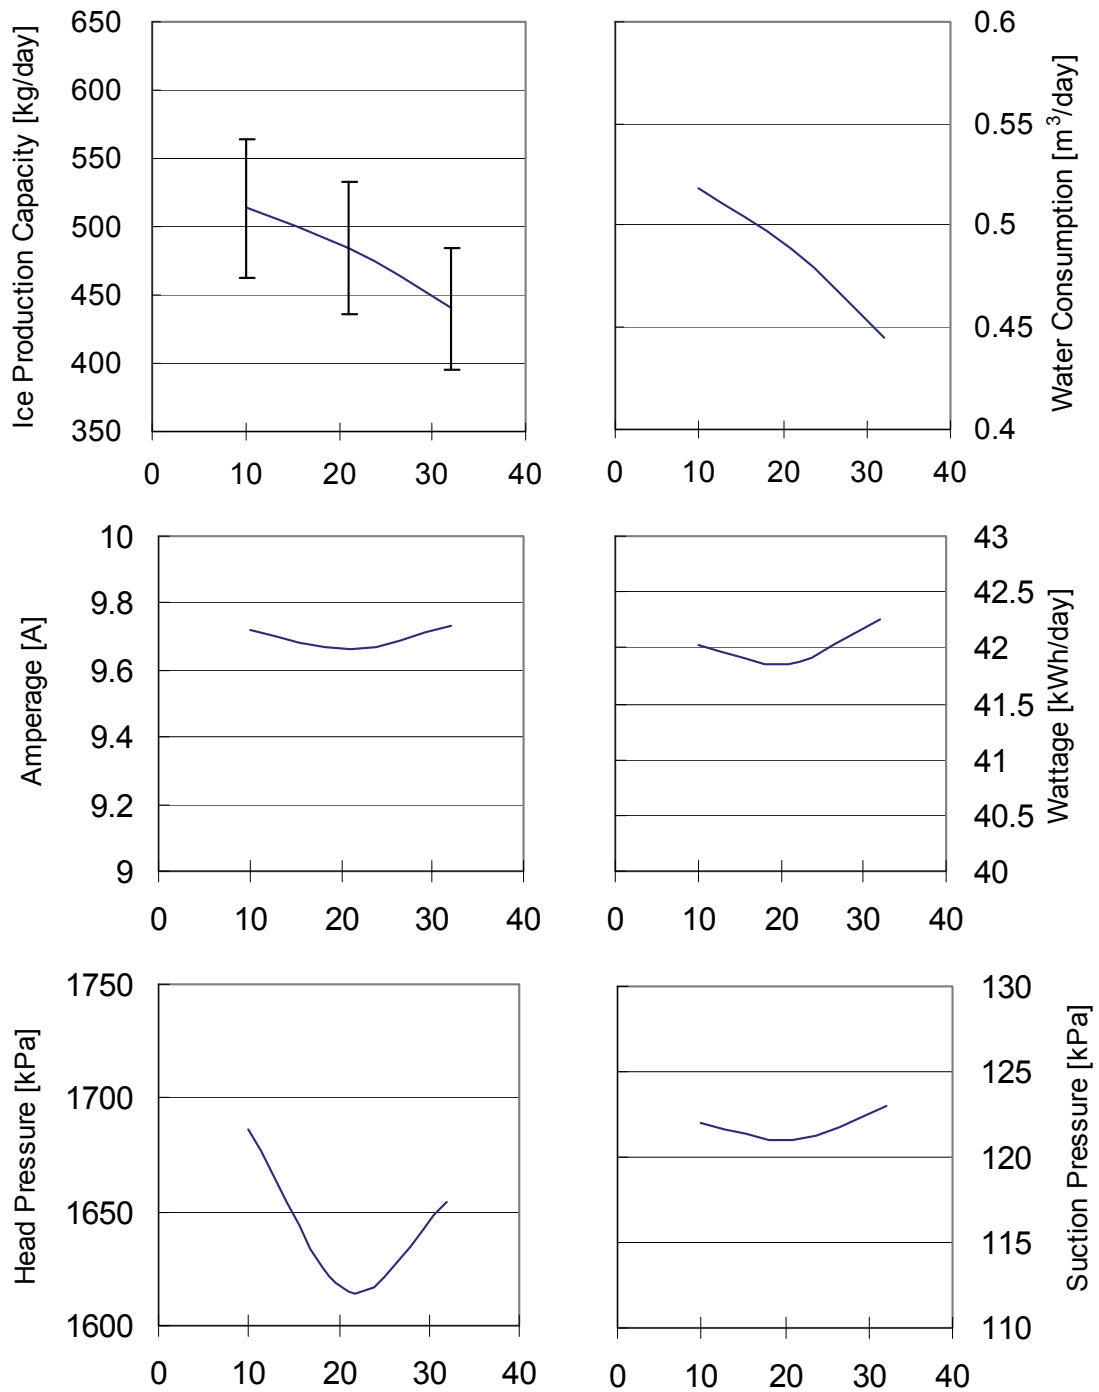 Ice Production Capacity [kg/day]
650
600
550
500
450
400
350
0 10 20 30 40
Water Consumption [m³/day]
0.6
0.55
0.5
0.45
0.4
0 10 20 30 40
Amperage [A]
10
9.8
9.6
9.4
9.2
9
0 10 20 30 40
Wattage [kWh/day]
43
42.5
42
41.5
41
40.5
40
0 10 20 30 40
Head Pressure [kPa]
1750
1700
1650
1600
0 10 20 30 40
Suction Pressure [kPa]
130
125
120
115
110
0 10 20 30 40